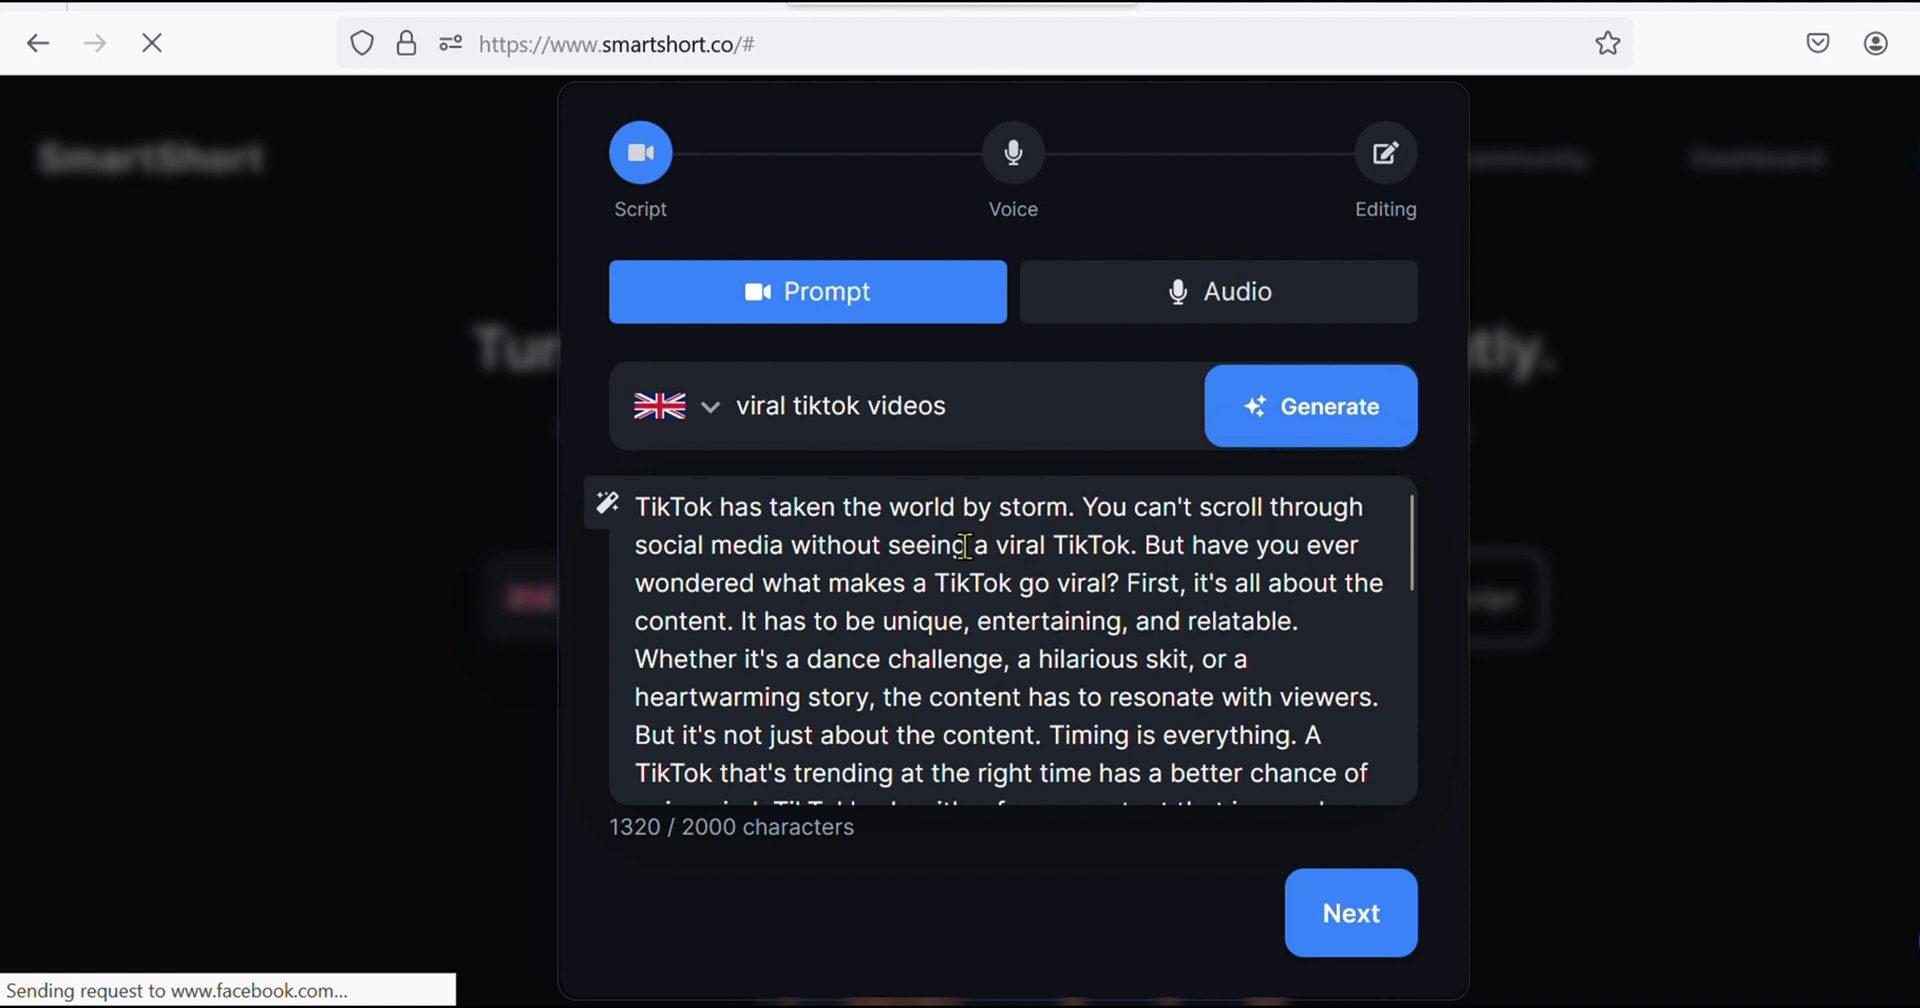 https://www.smartshort.co/#
SmartShort
Dashboard
Script
Voice
Editing
Prompt
Audio
viral tiktok videos
Generate
TikTok has taken the world by storm. You can't scroll through
social media without seeing a viral TikTok. But have you ever
wondered what makes a TikTok go viral? First, it's all about the
content. It has to be unique, entertaining, and relatable.
Whether it's a dance challenge, a hilarious skit, or a
heartwarming story, the content has to resonate with viewers.
But it's not just about the content. Timing is everything. A
TikTok that's trending at the right time has a better chance of
1320 / 2000 characters
Next
Sending request to www.facebook.com...